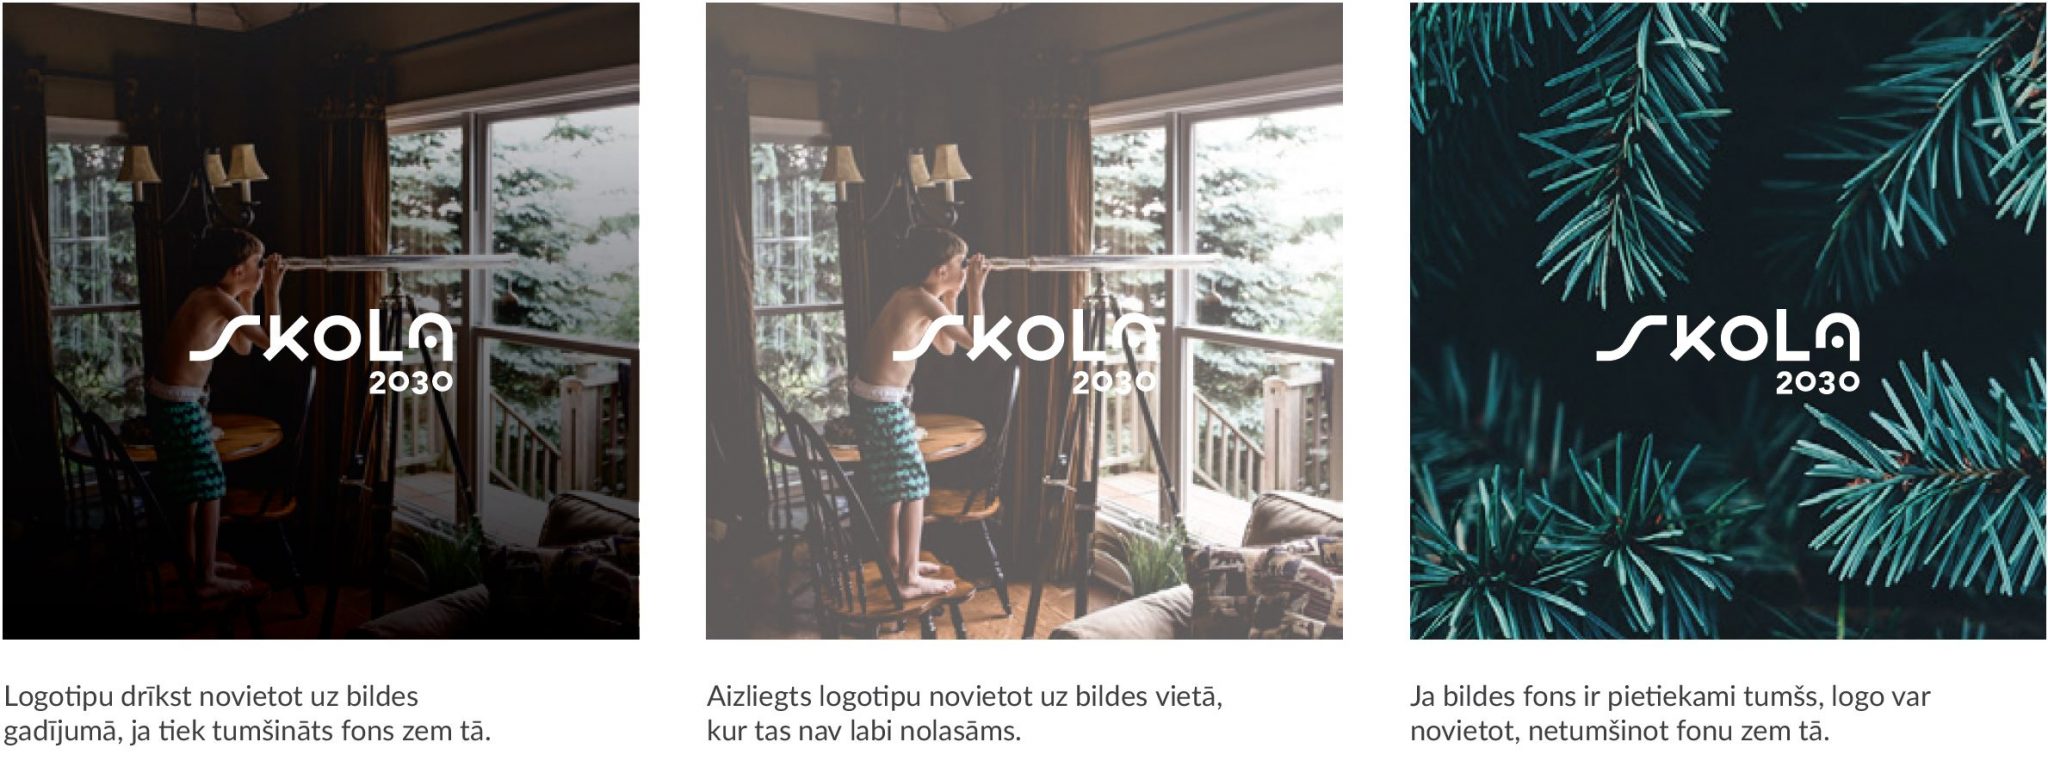 SKOLA
2030
Logotipu drīkst novietot uz bildes
gadījumā, ja tiek tumšināts fons zem tā.
SKOLA
2030
Aizliegts logotipu novietot uz bildes vietā,
kur tas nav labi nolasāms.
SKOLA
2030
Ja bildes fons ir pietiekami tumšs, logo var
novietot, netumšinot fonu zem tā.